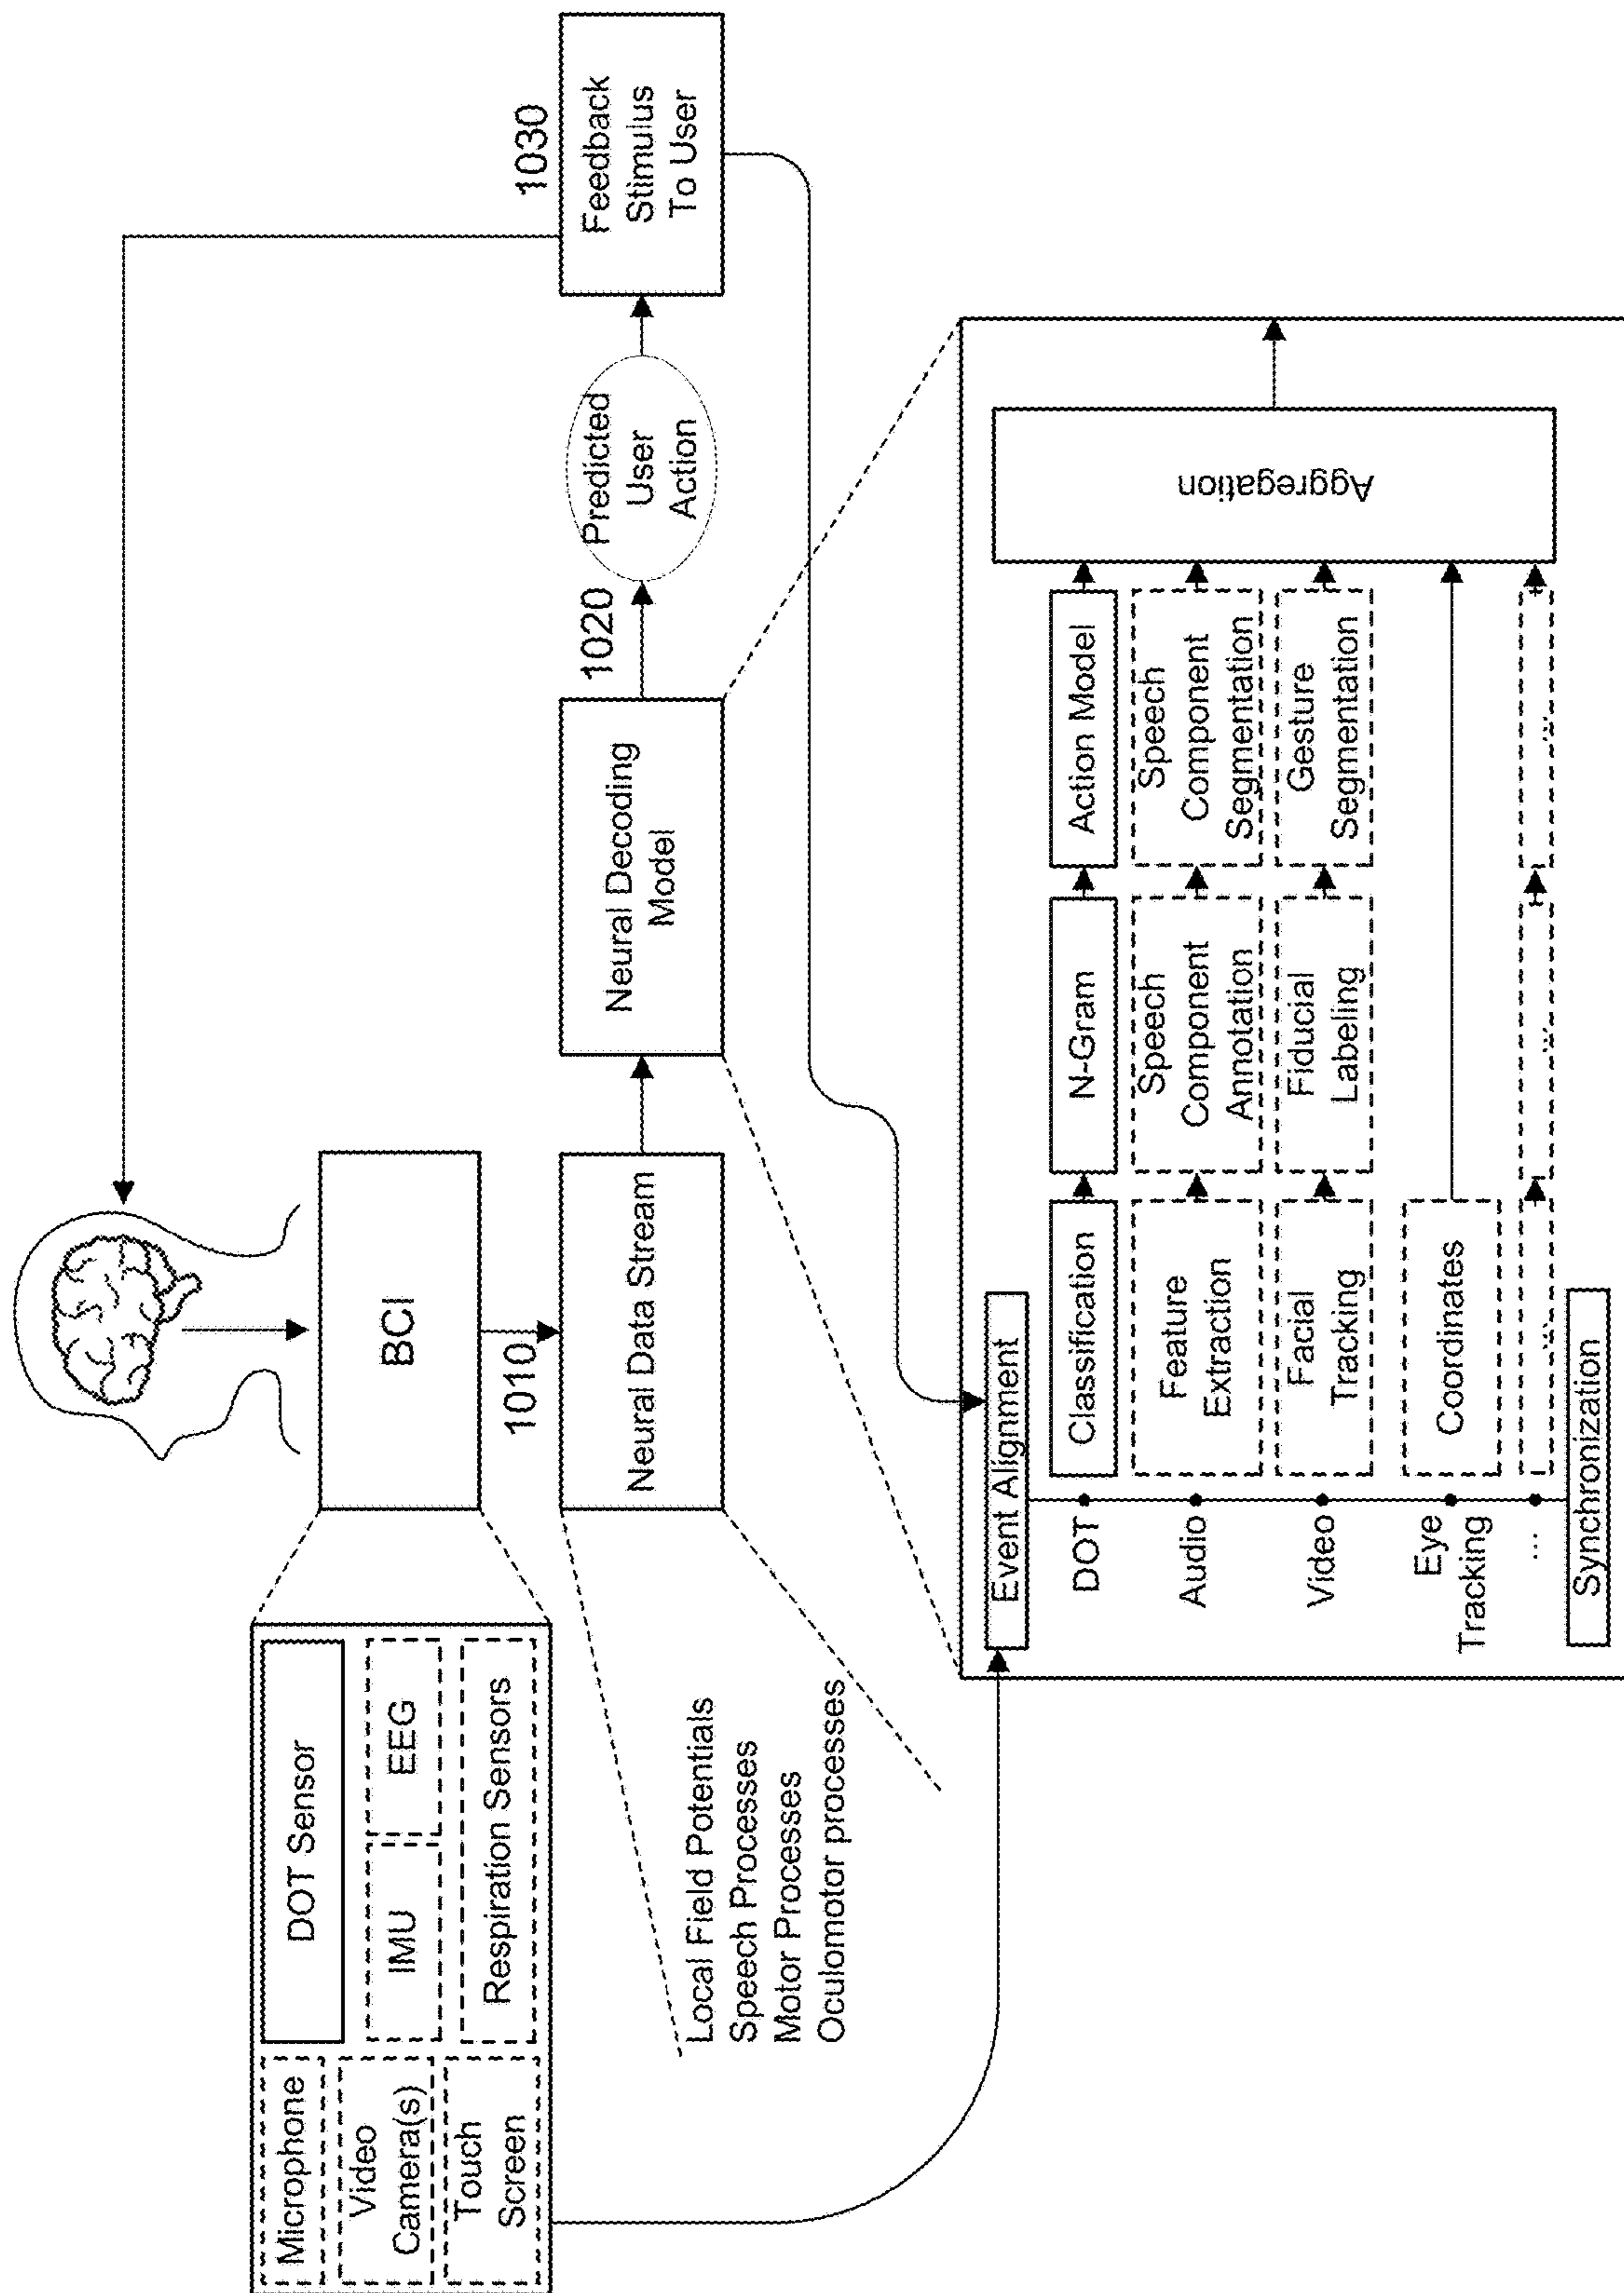 Microphone
Video
Camera(s)
Touch
Screen
DOT Sensor
IMU
EEG
Respiration Sensors
BCI
1010
Neural Data Stream
Local Field Potentials
Speech Processes
Motor Processes
Oculomotor processes
Neural Decoding
Model
1020
Predicted
User
Action
1030
Feedback
Stimulus
To User
Event Alignment
DOT
Classification
N-Gram
Action Model
Audio
Feature
Extraction
Speech
Component
Annotation
Speech
Component
Segmentation
Video
Facial
Tracking
Fiducial
Labeling
Gesture
Segmentation
Eye
Tracking
Coordinates
...
...
...
...
Synchronization
Aggregation